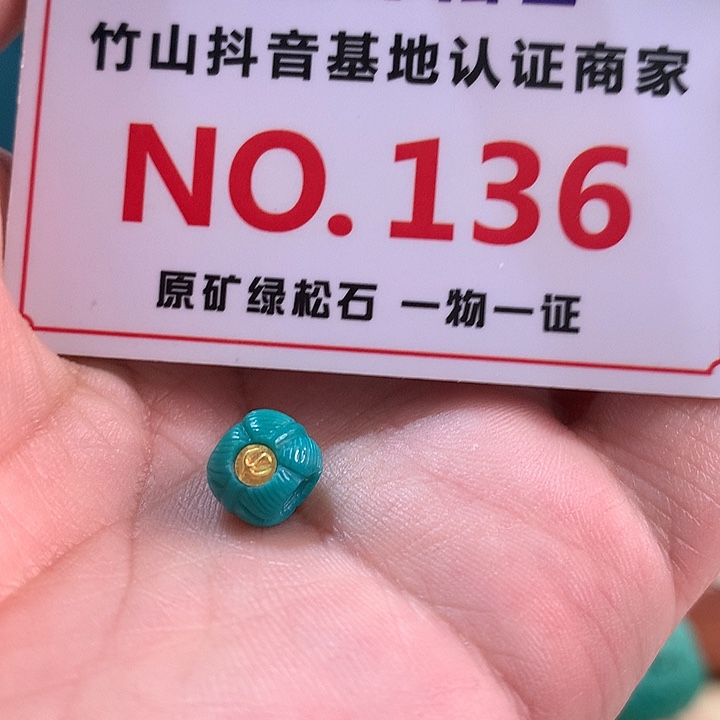 竹山抖音基地认证商家
NO.136
原矿绿松石 一物一证